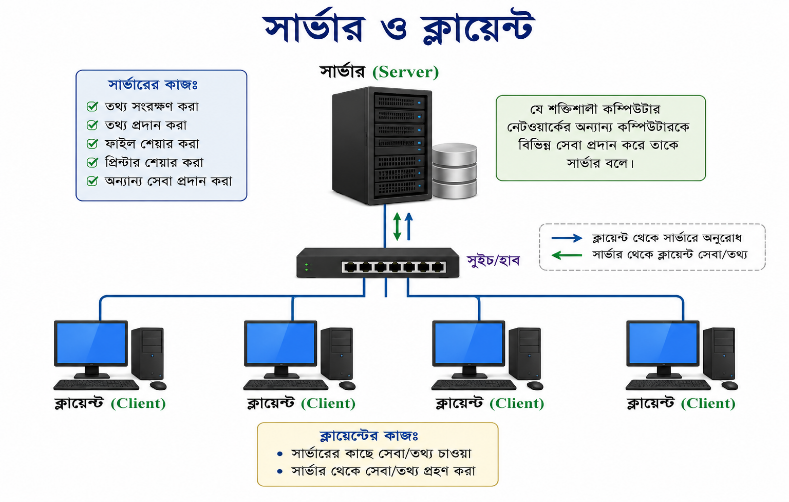 সার্ভার ও ক্লায়েন্ট
সার্ভার (Server)
সার্ভারের কাজঃ
তথ্য সংরক্ষণ করা
তথ্য প্রদান করা
ফাইল শেয়ার করা
প্রিন্টার শেয়ার করা
অন্যান্য সেবা প্রদান করা
যে শক্তিশালী কম্পিউটার
নেটওয়ার্কের অন্যান্য কম্পিউটারকে
বিভিন্ন সেবা প্রদান করে তাকে
সার্ভার বলে।
সুইচ/হাব
ক্লায়েন্ট থেকে সার্ভারে অনুরোধ
সার্ভার থেকে ক্লায়েন্ট সেবা/তথ্য
ক্লায়েন্ট (Client)
ক্লায়েন্ট (Client)
ক্লায়েন্ট (Client)
ক্লায়েন্ট (Client)
ক্লায়েন্টের কাজঃ
সার্ভারের কাছে সেবা/তথ্য চাওয়া
সার্ভার থেকে সেবা/তথ্য গ্রহণ করা